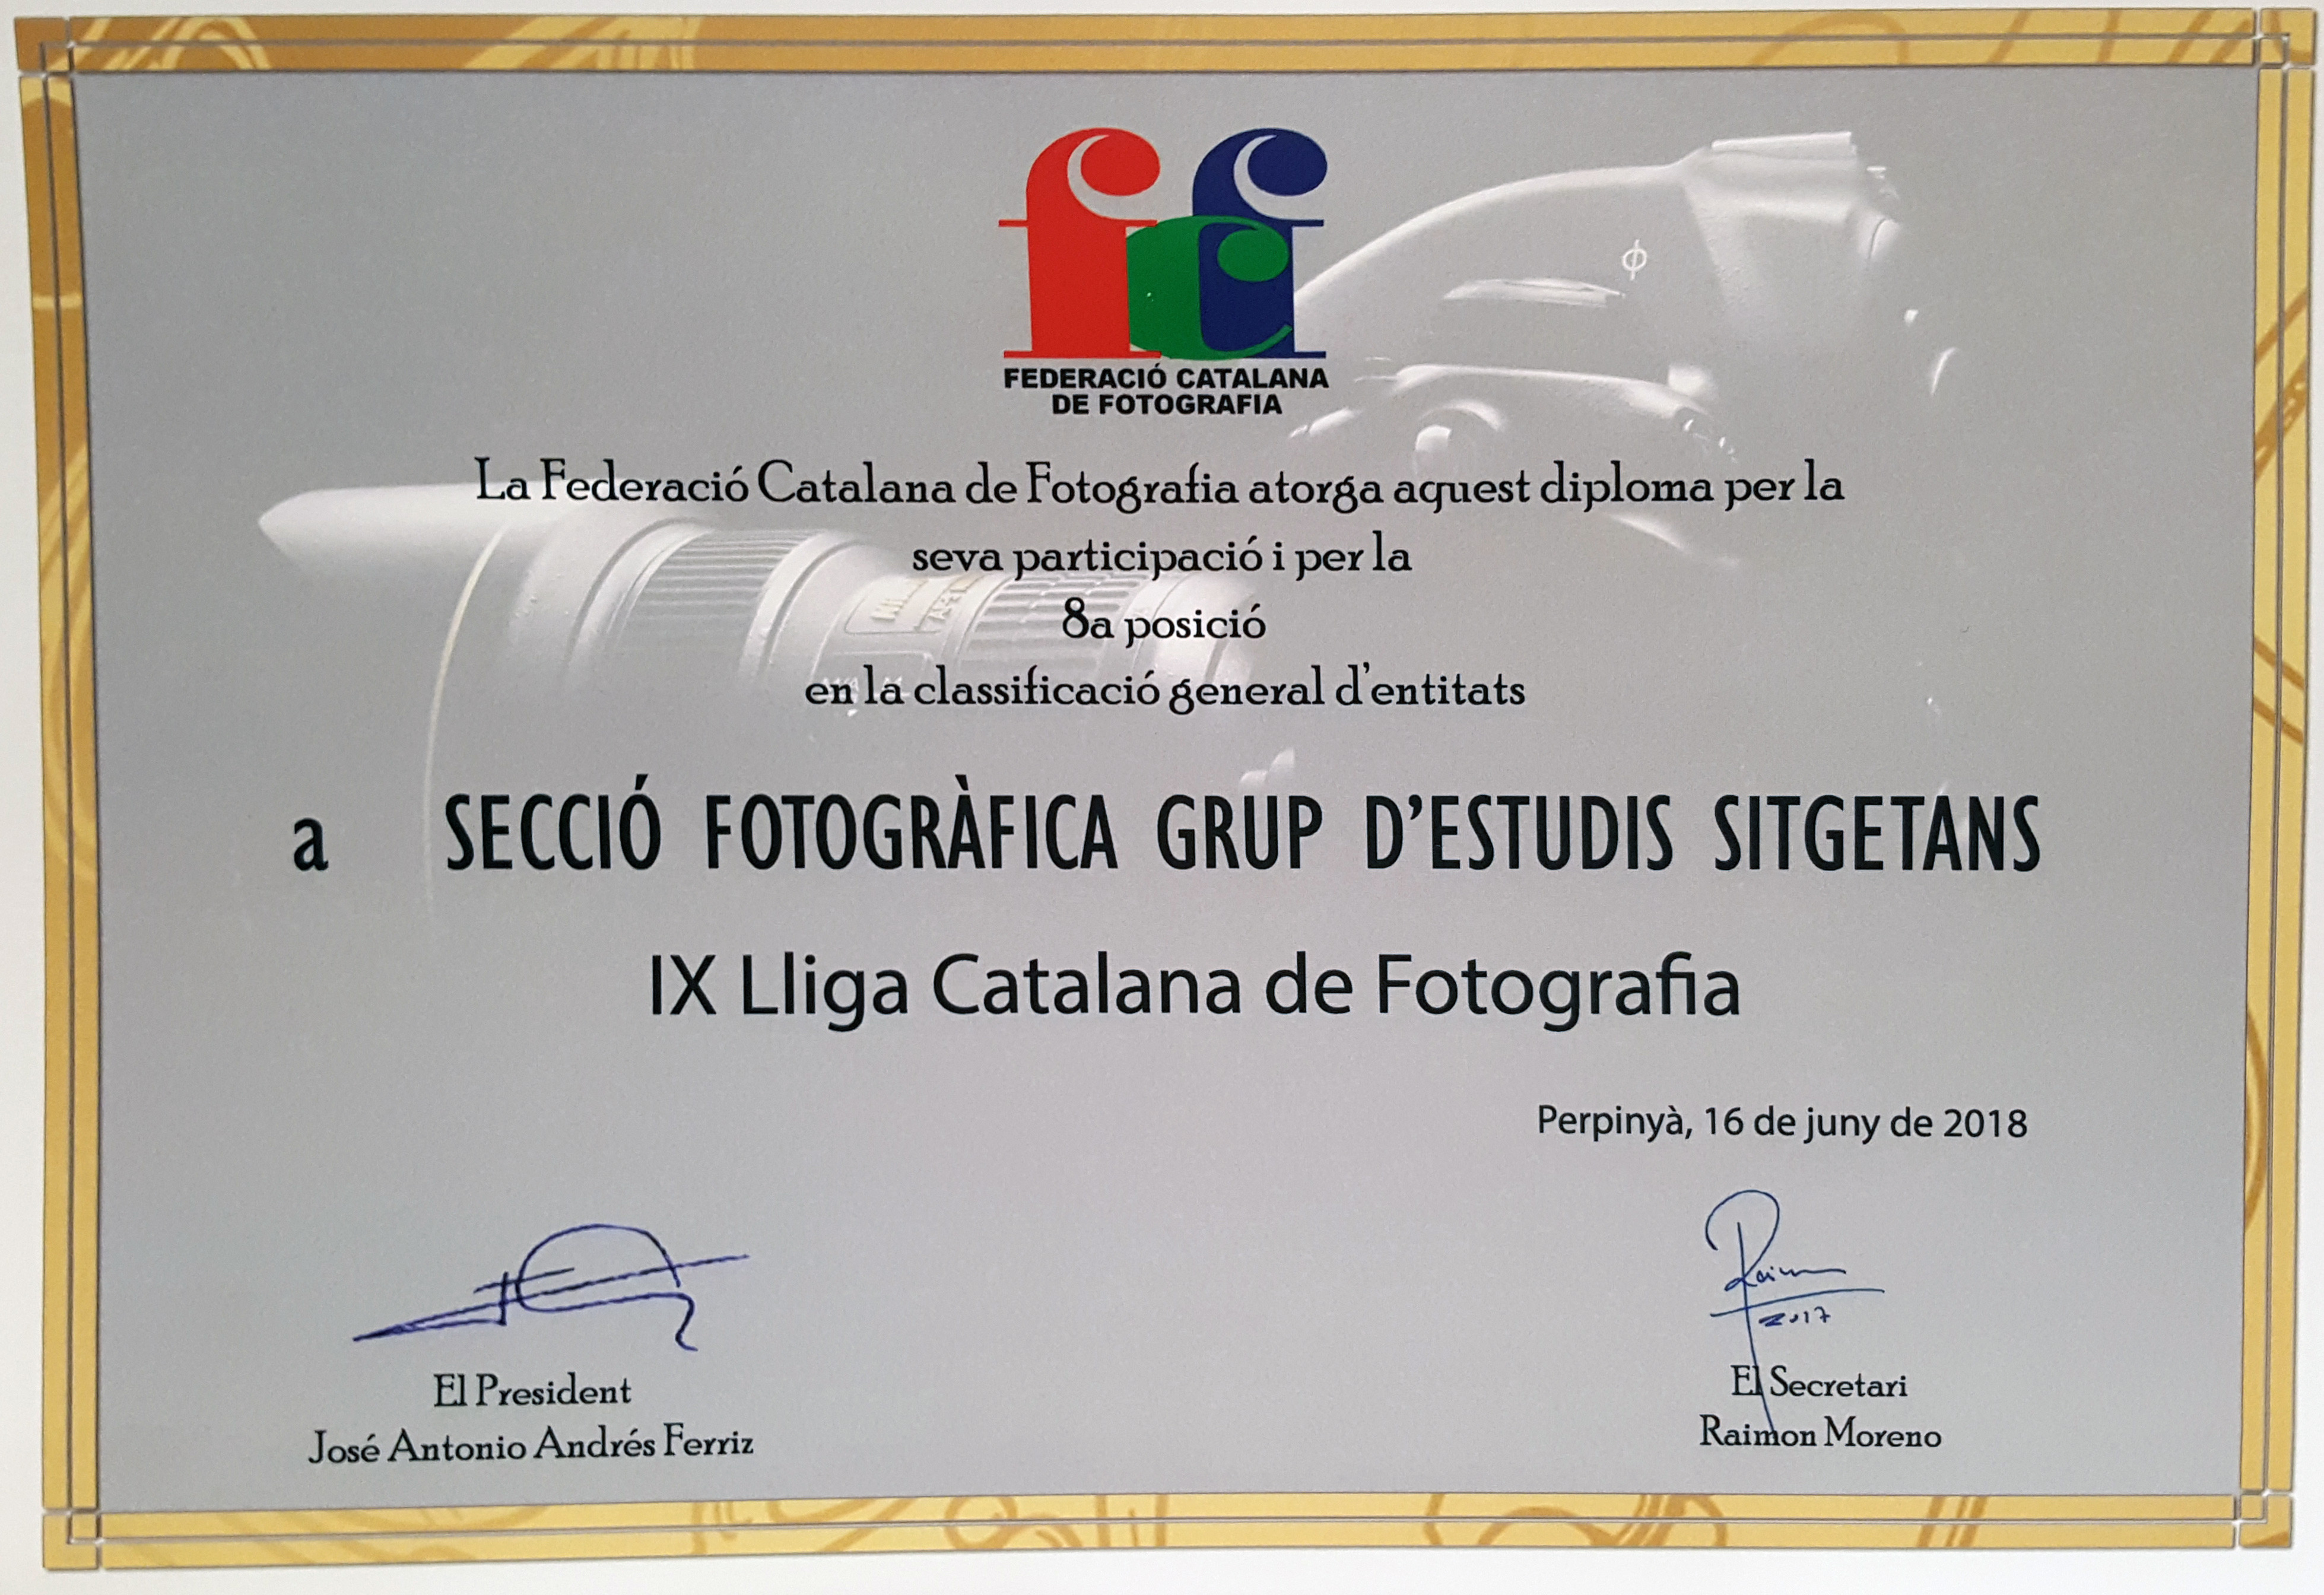 fcf
FEDERACIÓ CATALANA
DE FOTOGRAFIA
La Federació Catalana de Fotografia atorga aquest diploma per la
seva participació i per la
8a posició
en la classificació general d'entitats
a SECCIÓ FOTOGRÀFICA GRUP D'ESTUDIS SITGETANS
IX Lliga Catalana de Fotografia
Perpinyà, 16 de juny de 2018
2017
El President
José Antonio Andrés Ferriz
El Secretari
Raimon Moreno